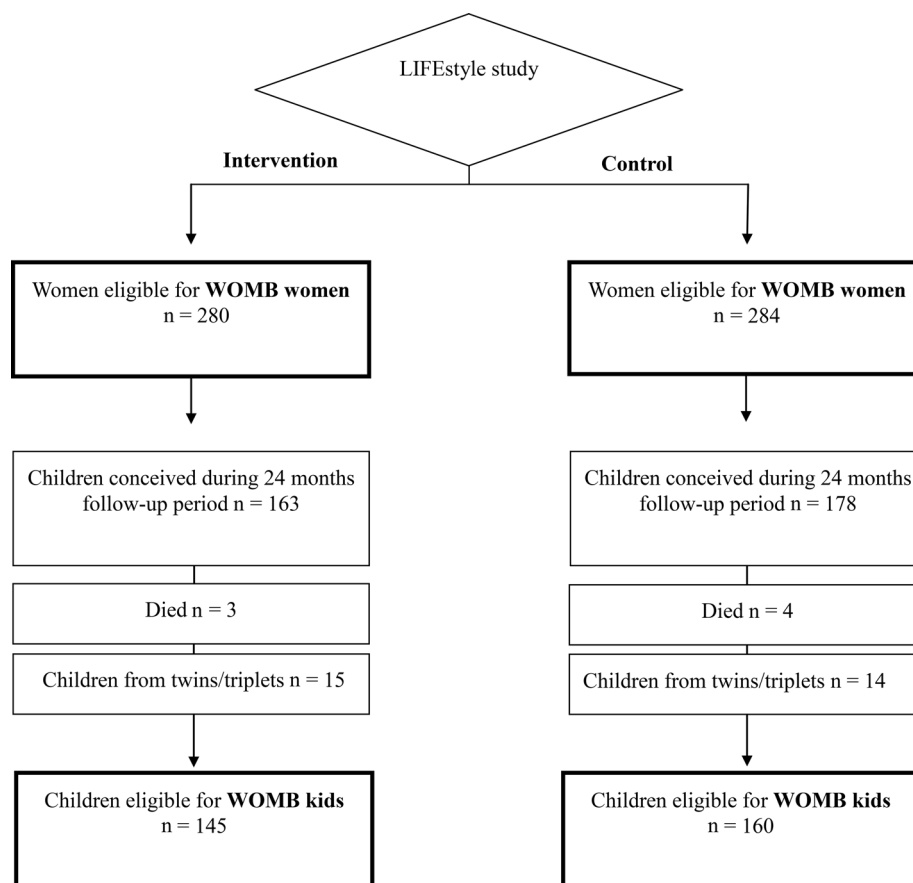 LIFEstyle study
Intervention
Control
Women eligible for WOMB women
n = 280
Women eligible for WOMB women
n = 284
Children conceived during 24 months
follow-up period n = 163
Children conceived during 24 months
follow-up period n = 178
Died n = 3
Died n = 4
Children from twins/triplets n = 15
Children from twins/triplets n = 14
Children eligible for WOMB kids
n = 145
Children eligible for WOMB kids
n = 160